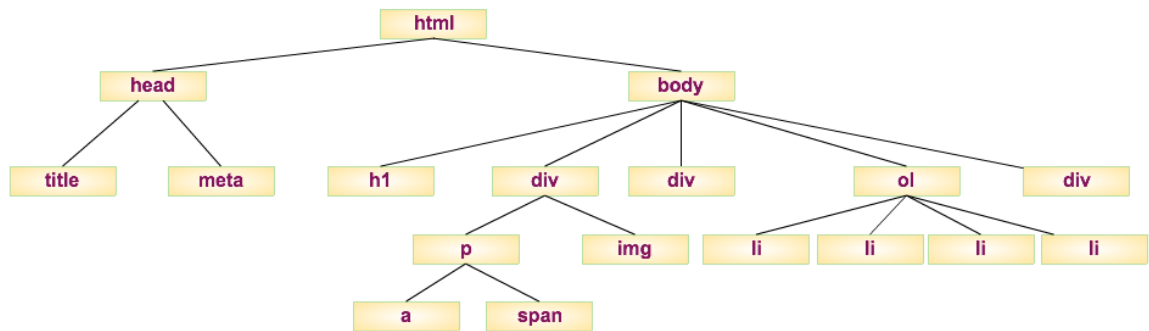 html
head body
title meta h1 div div ol div
p img li li li li
a span